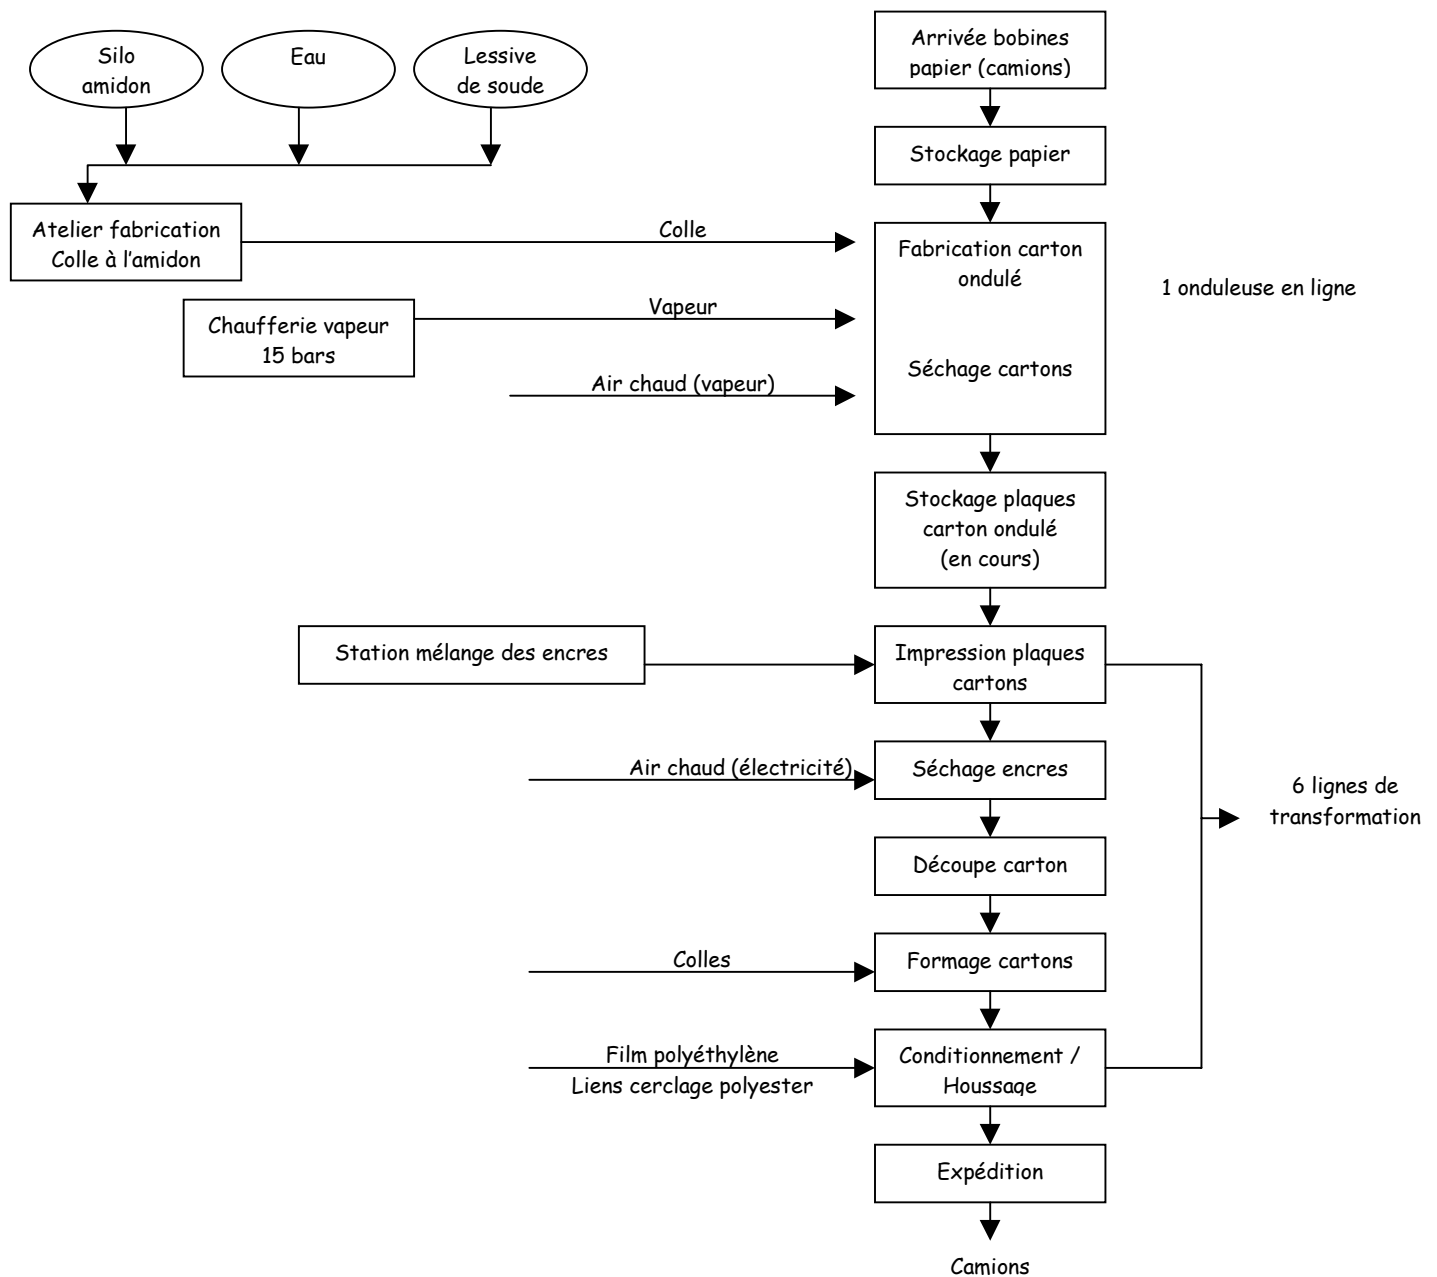 Silo
amidon
Eau
Lessive
de soude
Arrivée bobines
papier (camions)
Stockage papier
Atelier fabrication
Colle à l'amidon
Colle
Fabrication carton
ondulé
1 onduleuse en ligne
Chaufferie vapeur
15 bars
Vapeur
Séchage cartons
Air chaud (vapeur)
Stockage plaques
carton ondulé
(en cours)
Station mélange des encres
Impression plaques
cartons
Air chaud (électricité)
Séchage encres
6 lignes de
transformation
Découpe carton
Colles
Formage cartons
Film polyéthylène
Liens cerclage polyester
Conditionnement /
Houssage
Expédition
Camions